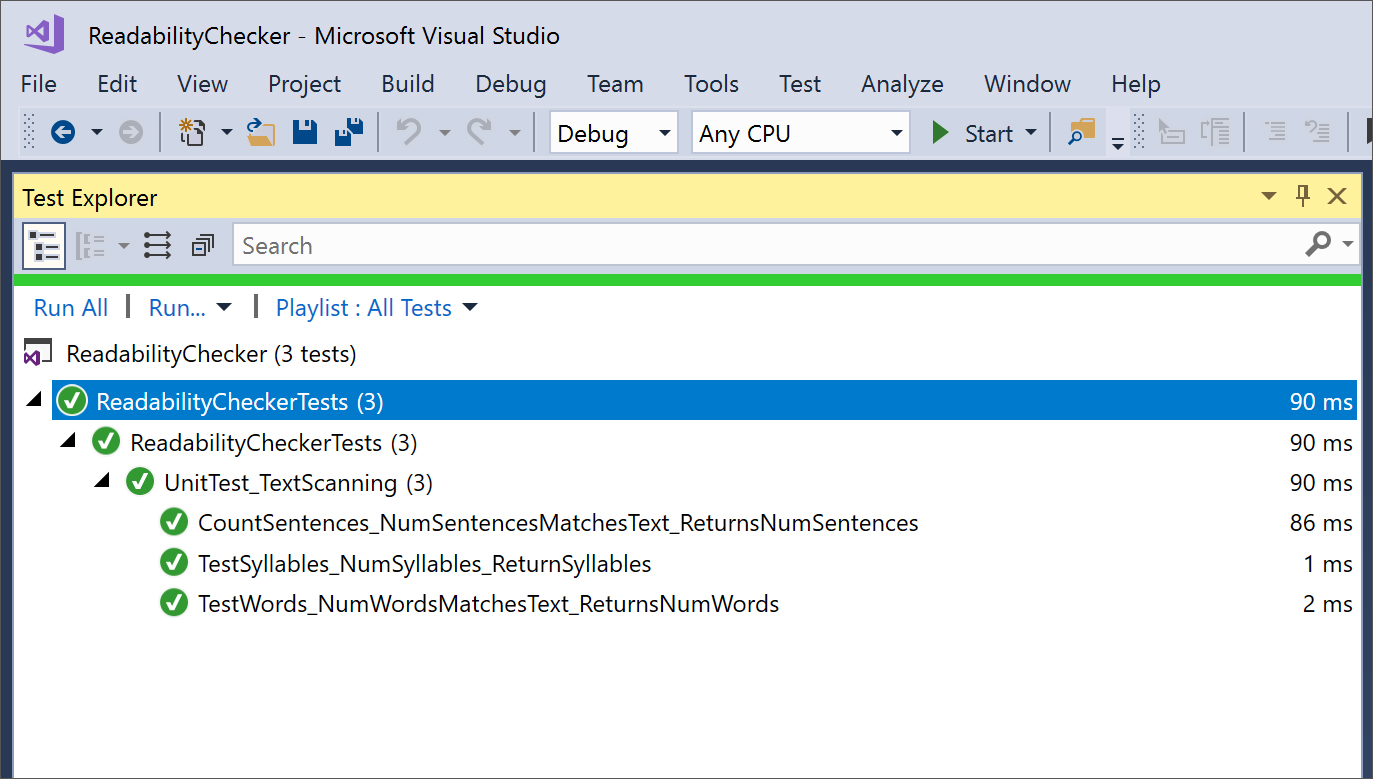 ReadabilityChecker - Microsoft Visual Studio
File Edit View Project Build Debug Team Tools Test Analyze Window Help
Debug Any CPU Start
Test Explorer
Search
Run All | Run... | Playlist : All Tests
ReadabilityChecker (3 tests)
ReadabilityCheckerTests (3) 90 ms
ReadabilityCheckerTests (3) 90 ms
UnitTest_TextScanning (3) 90 ms
CountSentences_NumSentencesMatchesText_ReturnsNumSentences 86 ms
TestSyllables_NumSyllables_ReturnSyllables 1 ms
TestWords_NumWordsMatchesText_ReturnsNumWords 2 ms